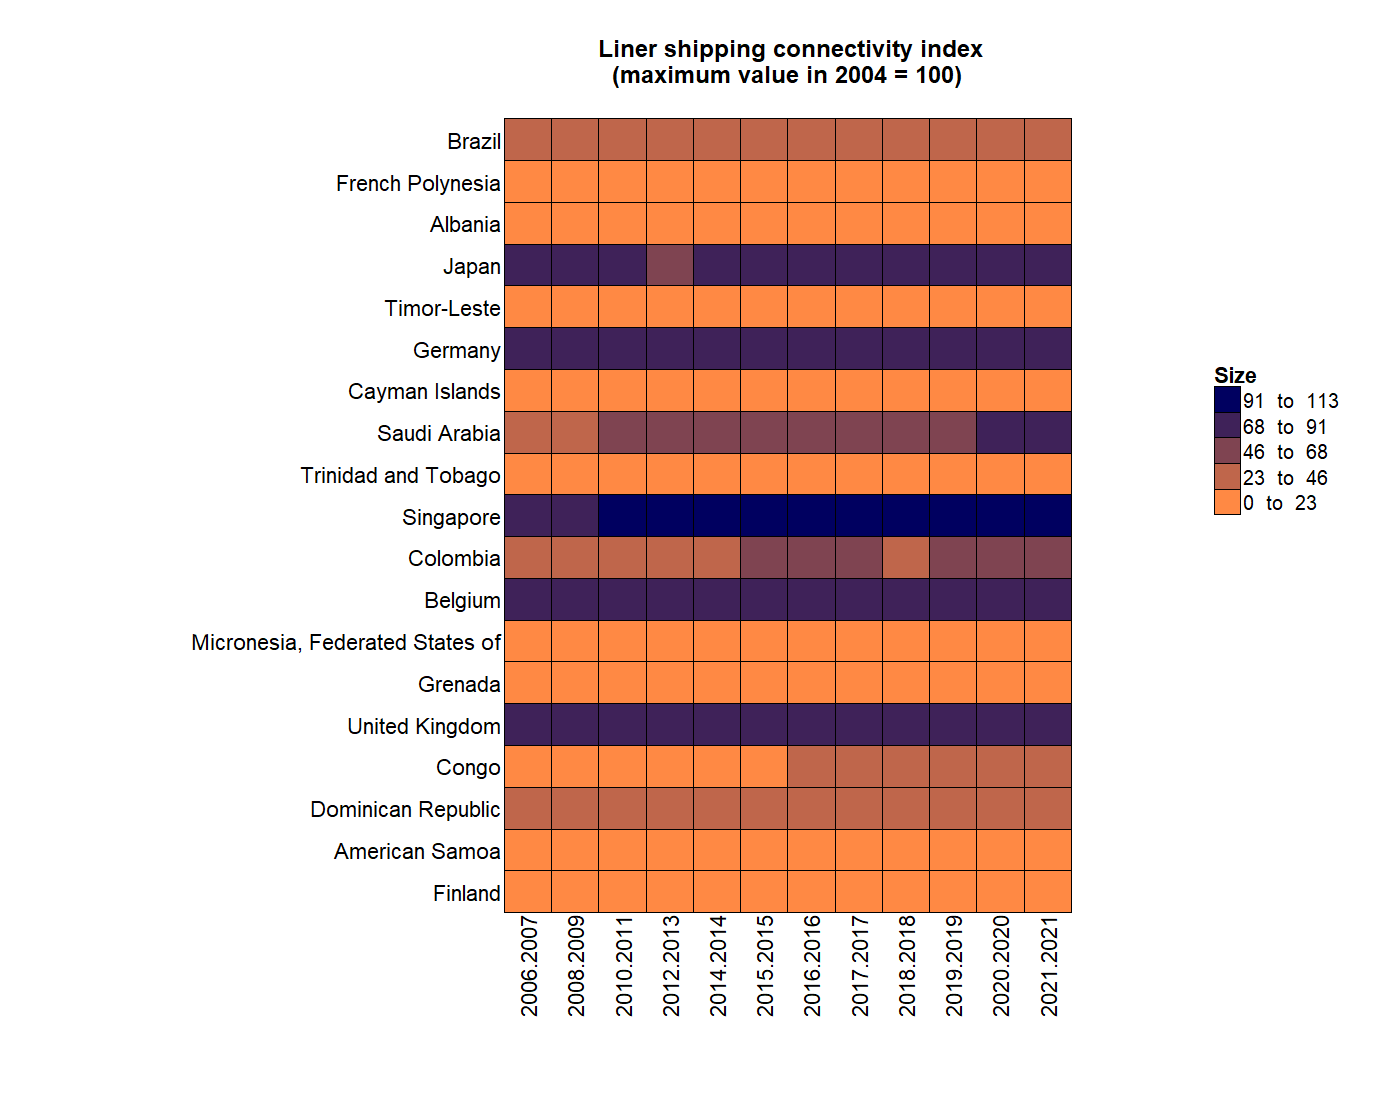 Liner shipping connectivity index
(maximum value in 2004 = 100)
Brazil
French Polynesia
Albania
Japan
Timor-Leste
Germany
Cayman Islands
Saudi Arabia
Trinidad and Tobago
Singapore
Colombia
Belgium
Micronesia, Federated States of
Grenada
United Kingdom
Congo
Dominican Republic
American Samoa
Finland
2006.2007
2008.2009
2010.2011
2012.2013
2014.2014
2015.2015
2016.2016
2017.2017
2018.2018
2019.2019
2020.2020
2021.2021
Size
91 to 113
68 to 91
46 to 68
23 to 46
0 to 23